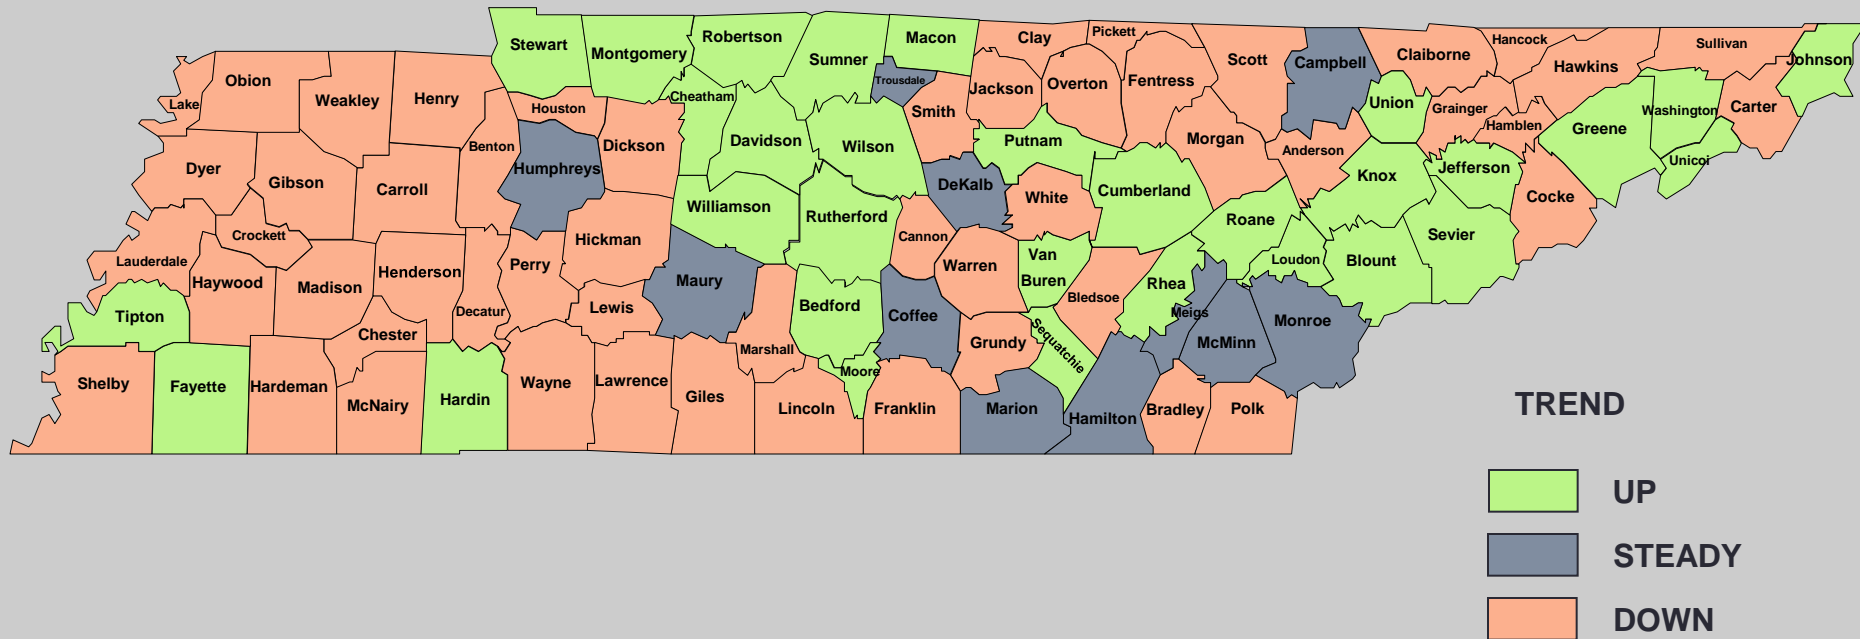 Stewart
Montgomery
Robertson
Sumner
Macon
Clay
Pickett
Scott
Campbell
Claiborne
Hancock
Hawkins
Sullivan
Johnson
Lake
Obion
Weakley
Henry
Houston
Cheatham
Trousdale
Smith
Jackson
Overton
Fentress
Union
Grainger
Hamblen
Greene
Washington
Carter
Unicoi
Dyer
Gibson
Carroll
Benton
Humphreys
Dickson
Davidson
Wilson
Putnam
DeKalb
White
Cumberland
Morgan
Anderson
Knox
Jefferson
Cocke
Sevier
Lauderdale
Crockett
Haywood
Madison
Henderson
Decatur
Perry
Hickman
Williamson
Rutherford
Cannon
Warren
Van
Buren
Bledsoe
Rhea
Meigs
Roane
Loudon
Blount
Tipton
Chester
Lewis
Maury
Marshall
Bedford
Coffee
Grundy
Sequatchie
McMinn
Monroe
Shelby
Fayette
Hardeman
McNairy
Hardin
Wayne
Lawrence
Giles
Lincoln
Moore
Franklin
Marion
Hamilton
Bradley
Polk
TREND
UP
STEADY
DOWN